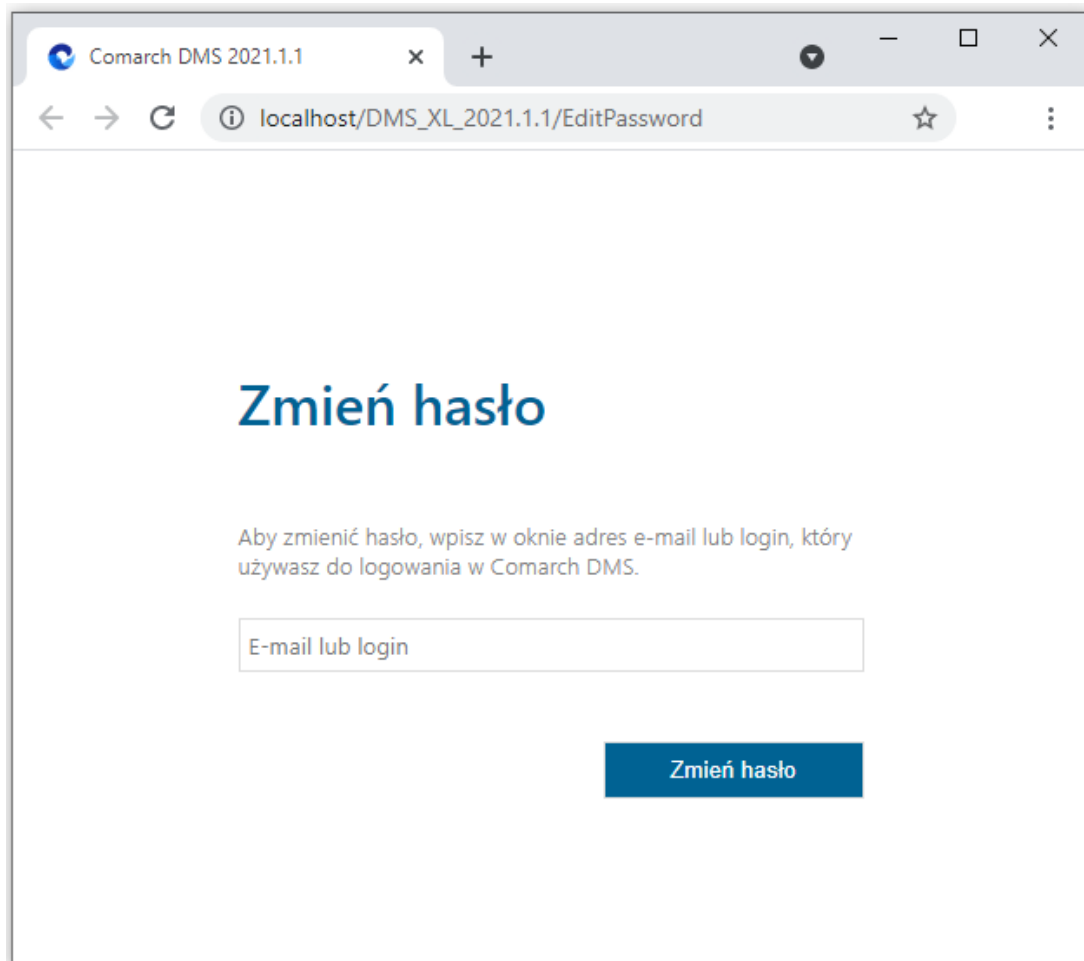 Comarch DMS 2021.1.1
localhost/DMS_XL_2021.1.1/EditPassword
Zmień hasło
Aby zmienić hasło, wpisz w oknie adres e-mail lub login, który
używasz do logowania w Comarch DMS.
E-mail lub login
Zmień hasło